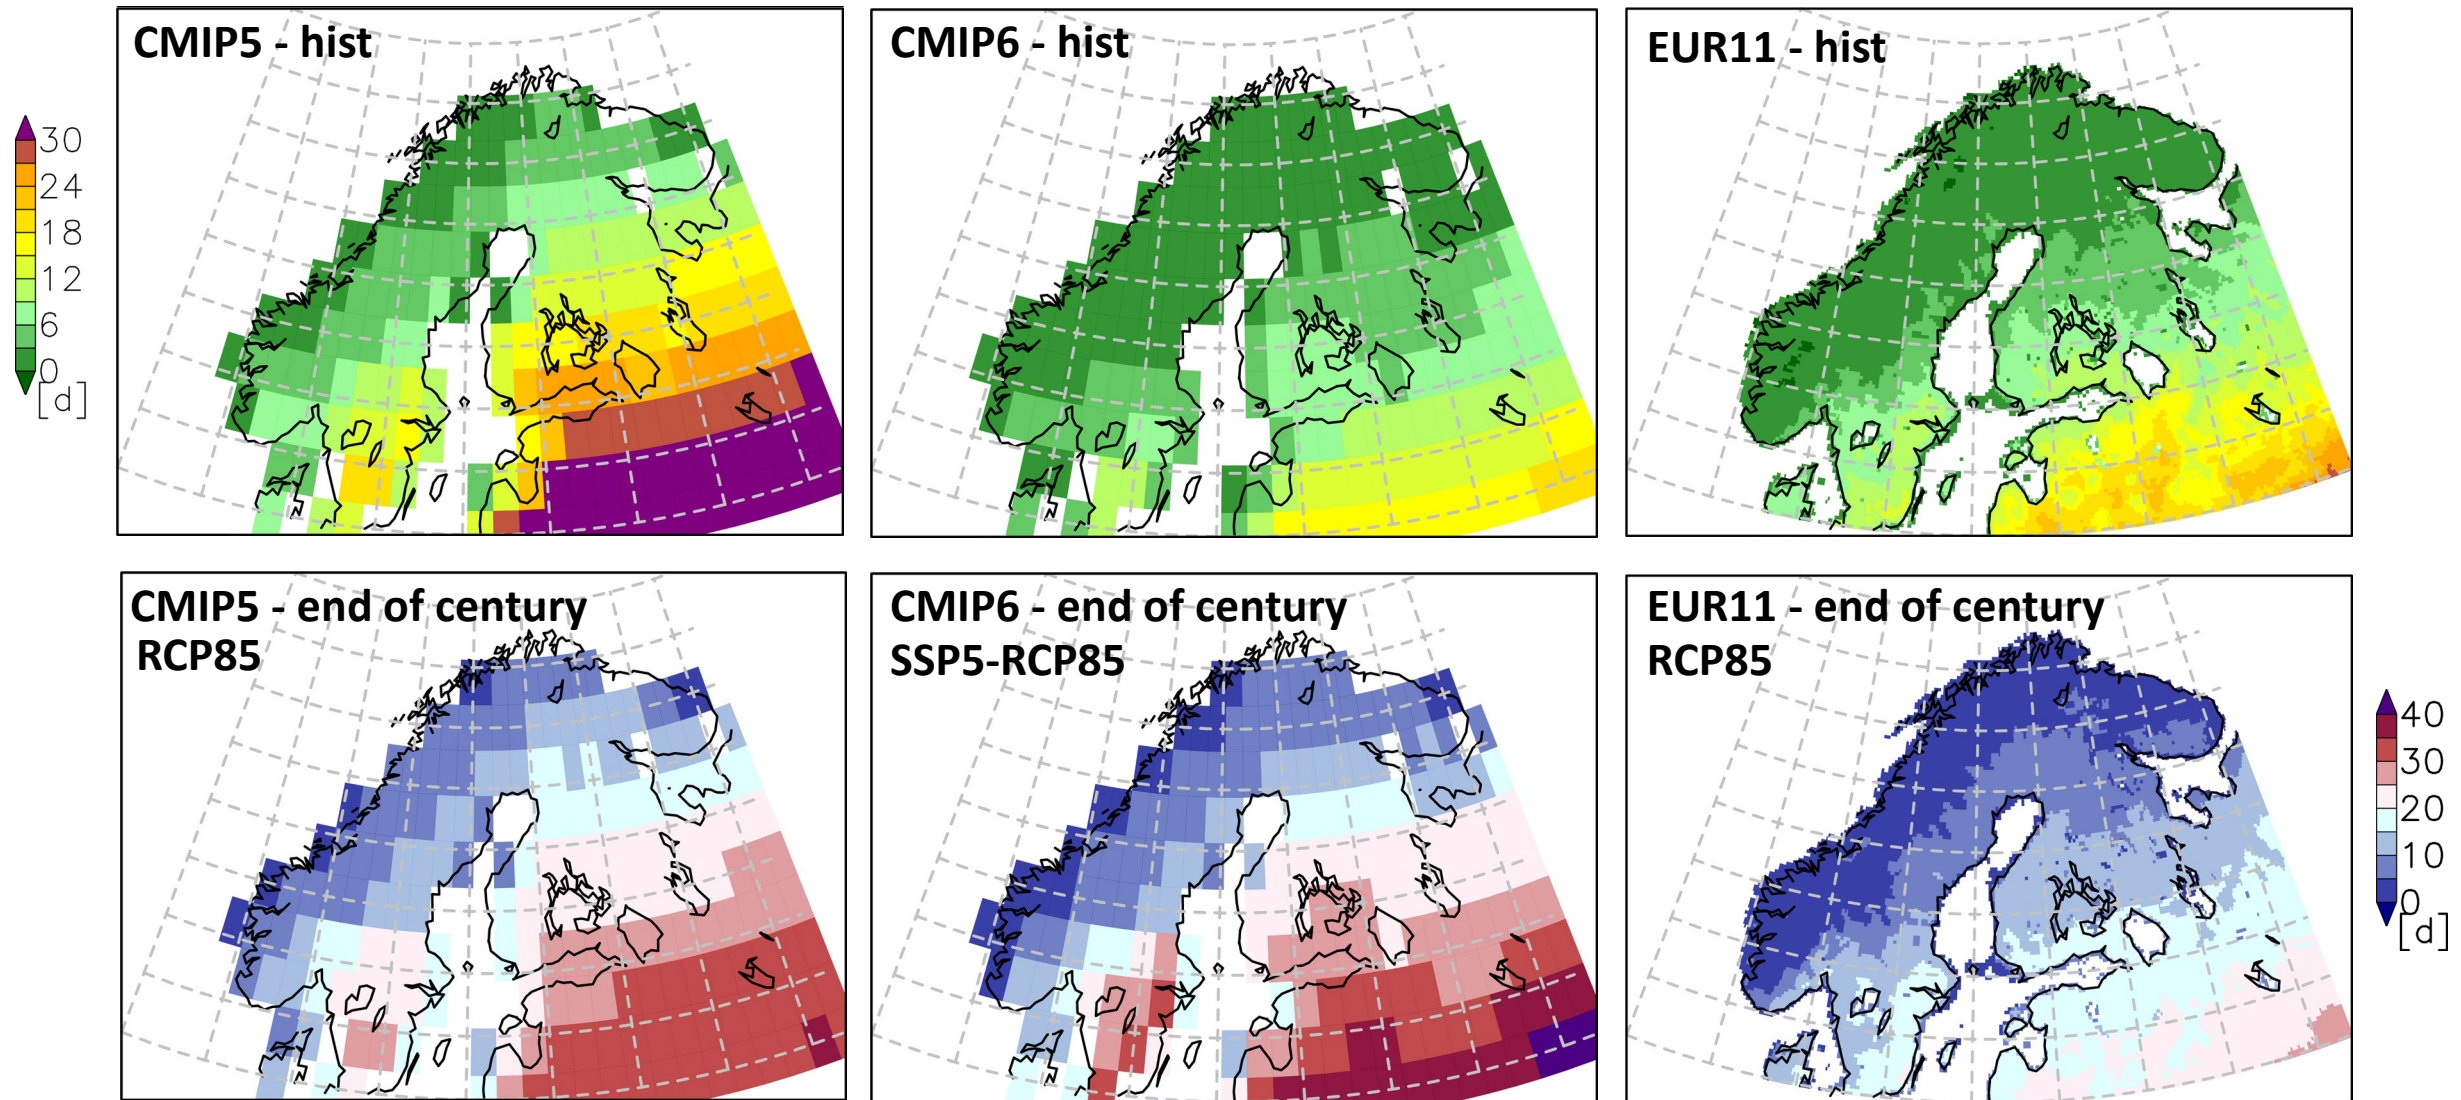 CMIP5 - hist
CMIP6 - hist
EUR11 - hist
30
24
18
12
6
0
[d]
CMIP5 - end of century
RCP85
CMIP6 - end of century
SSP5-RCP85
EUR11 - end of century
RCP85
40
30
20
10
0
[d]